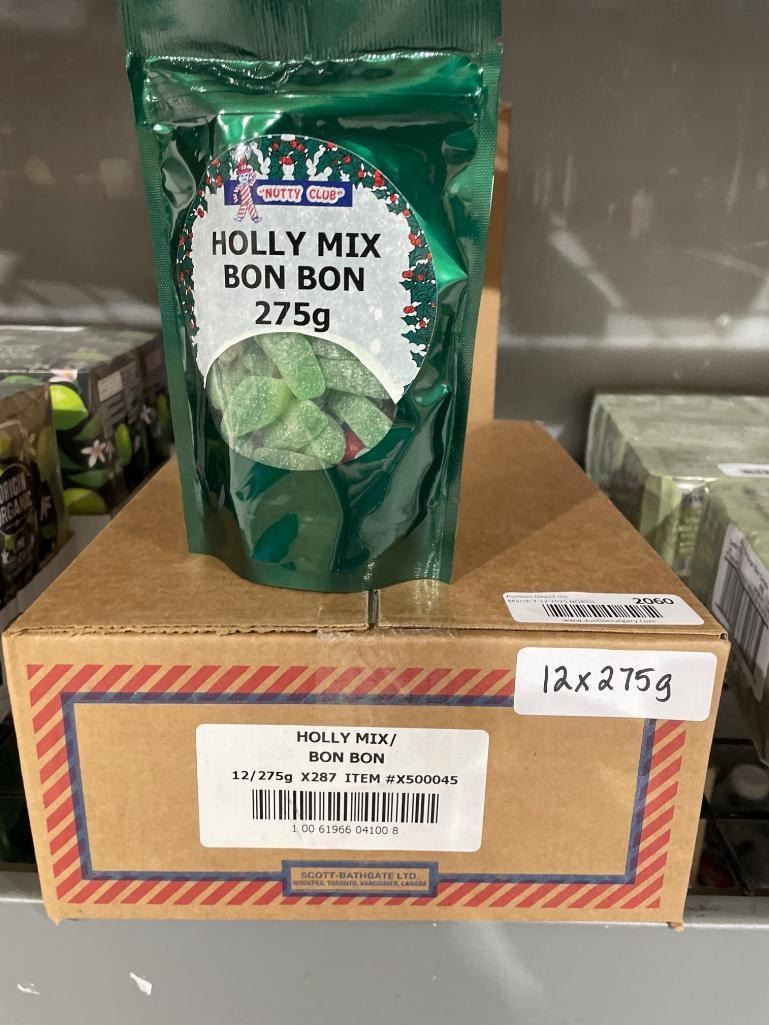 "NUTTY CLUB"
HOLLY MIX
BON BON
275g
2060
12x275g
HOLLY MIX/
BON BON
12/275g X287 ITEM #X500045
1 00 61966 04100 8
SCOTT-BATHGATE LTD.
WINNIPEG, TORONTO, VANCOUVER, CANADA
ORGANIC